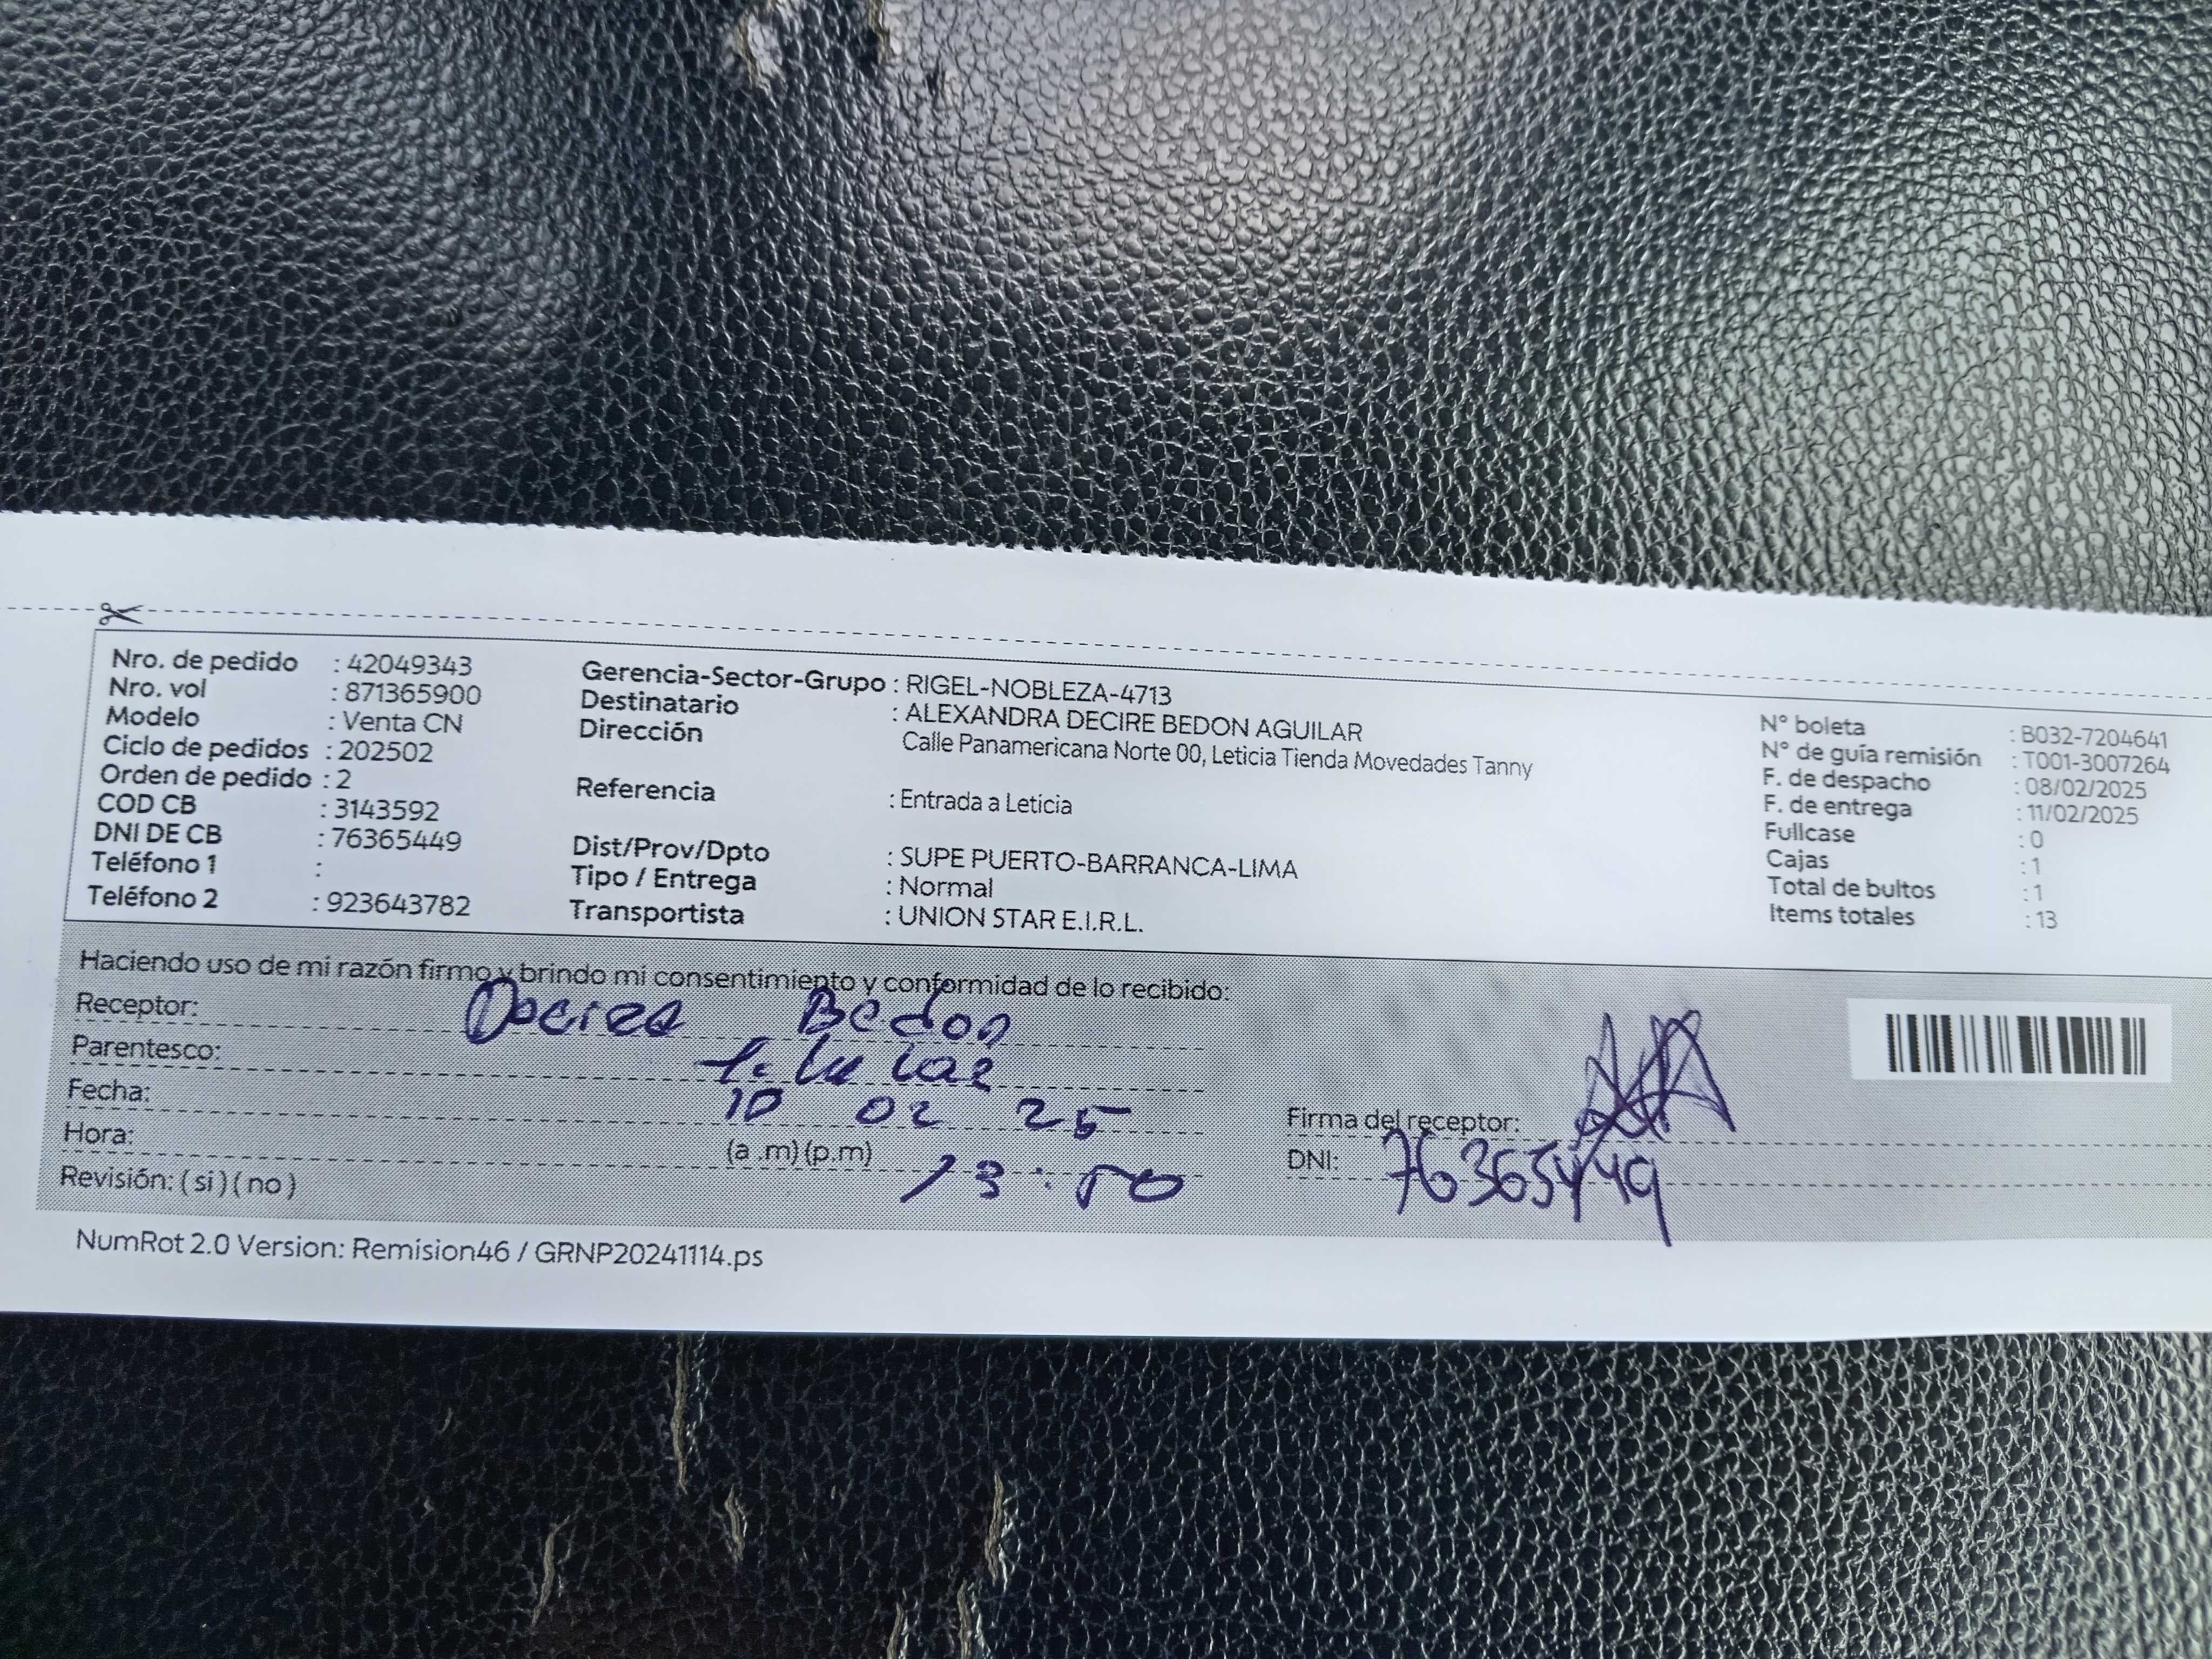 Nro. de pedido : 42049343
Nro. vol : 871365900
Modelo : Venta CN
Ciclo de pedidos : 202502
Orden de pedido : 2
COD CB : 3143592
DNI DE CB : 76365449
Teléfono 1 :
Teléfono 2 : 923643782
Gerencia-Sector-Grupo : RIGEL-NOBLEZA-4713
Destinatario : ALEXANDRA DECIRE BEDON AGUILAR
Dirección Calle Panamericana Norte 00, Leticia Tienda Movedades Tanny
Referencia : Entrada a Leticia
Dist/Prov/Dpto : SUPE PUERTO-BARRANCA-LIMA
Tipo / Entrega : Normal
Transportista : UNION STAR E.I.R.L.
N° boleta : B032-7204641
N° de guía remisión : T001-3007264
F. de despacho : 08/02/2025
F. de entrega : 11/02/2025
Fullcase : 0
Cajas : 1
Total de bultos : 1
Items totales : 13
Haciendo uso de mi razón firmo y brindo mi consentimiento y conformidad de lo recibido:
Receptor: Bedon
Parentesco:
Fecha: 10 02 25
Hora: (a .m) (p.m) 13:50
Revisión: ( si ) ( no )
Firma del receptor:
DNI: 76365449
NumRot 2.0 Version: Remision46 / GRNP20241114.ps